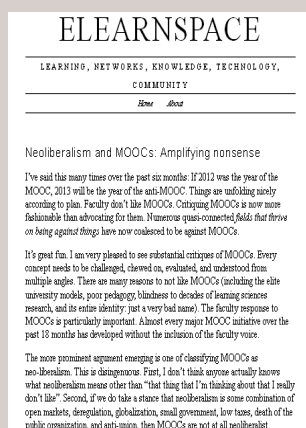 ELEARNSPACE
LEARNING, NETWORKS, KNOWLEDGE, TECHNOLOGY,
COMMUNITY
Home About
Neoliberalism and MOOCs: Amplifying nonsense
I've said this many times over the past six months: If 2012 was the year of the
MOOC, 2013 will be the year of the anti-MOOC. Things are unfolding nicely
according to plan. Faculty don't like MOOCs. Critiquing MOOCs is now more
fashionable than advocating for them. Numerous quasi-connected fields that thrive
on being against things have now coalesced to be against MOOCs.
It's great fun. I am very pleased to see substantial critiques of MOOCs. Every
concept needs to be challenged, chewed on, evaluated, and understood from
multiple angles. There are many reasons to not like MOOCs (including the elite
university models, poor pedagogy, blindness to decades of learning sciences
research, and its entire identity: just a very bad name). The faculty response to
MOOCs is particularly important. Almost every major MOOC initiative over the
past 18 months has developed without the inclusion of the faculty voice.
The more prominent argument emerging is one of classifying MOOCs as
neo-liberalism. This is disingenuous. First, I don't think anyone actually knows
what neoliberalism means other than "that thing that I'm thinking about that I really
don't like". Second, if we do take a stance that neoliberalism is some combination of
open markets, deregulation, globalization, small government, low taxes, death of the
public organization, and anti-union, then MOOCs are not at all neoliberalist.